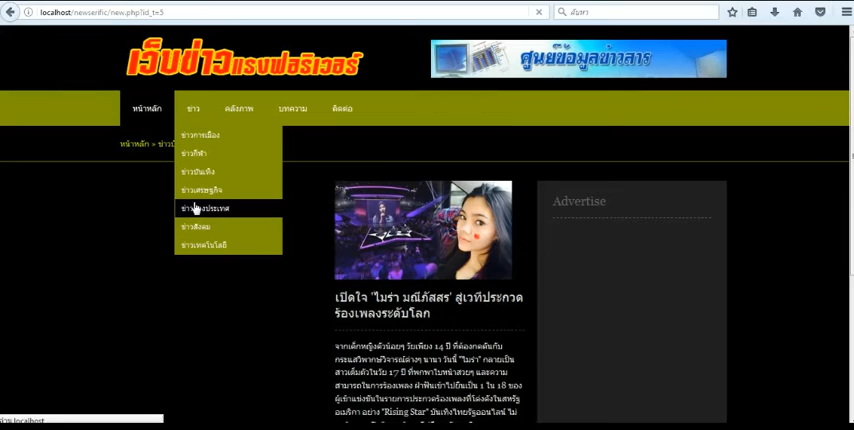 localhost/newserific/new.php?id_t=5
ค้นหา
เว็บข่าวแรงฟอร์เวอร์
ศูนย์ข้อมูลข่าวสาร
หน้าหลัก ข่าว คลังภาพ บทความ ติดต่อ
หน้าหลัก »
ข่าวการเมือง
ข่าวกีฬา
ข่าวบันเทิง
ข่าวเศรษฐกิจ
ข่าวสังคม
ข่าวเทคโนโลยี
Advertise
เปิดใจ 'ไมร่า มณีภัสสร' สู่เวทีประกวด
ร้องเพลงระดับโลก
จากเด็กหญิงตัวน้อยๆ วัยเพียง 14 ปี ที่ต้องกดดันกับ
กระแสวิพากษ์วิจารณ์ต่างๆ นานา วันนี้ "ไมร่า" กลายเป็น
สาวเต็มตัวในวัย 17 ปี ที่พกพาใบหน้าสวยๆ และความ
สามารถในการร้องเพลง ฝ่าฟันเข้าไปยืนเป็น 1 ใน 18 ของ
ผู้เข้าแข่งขันในรายการประกวดร้องเพลงที่โด่งดังในสหรัฐ
อเมริกา อย่าง "Rising Star" บันเทิงไทยรัฐออนไลน์ ไม่
localhost